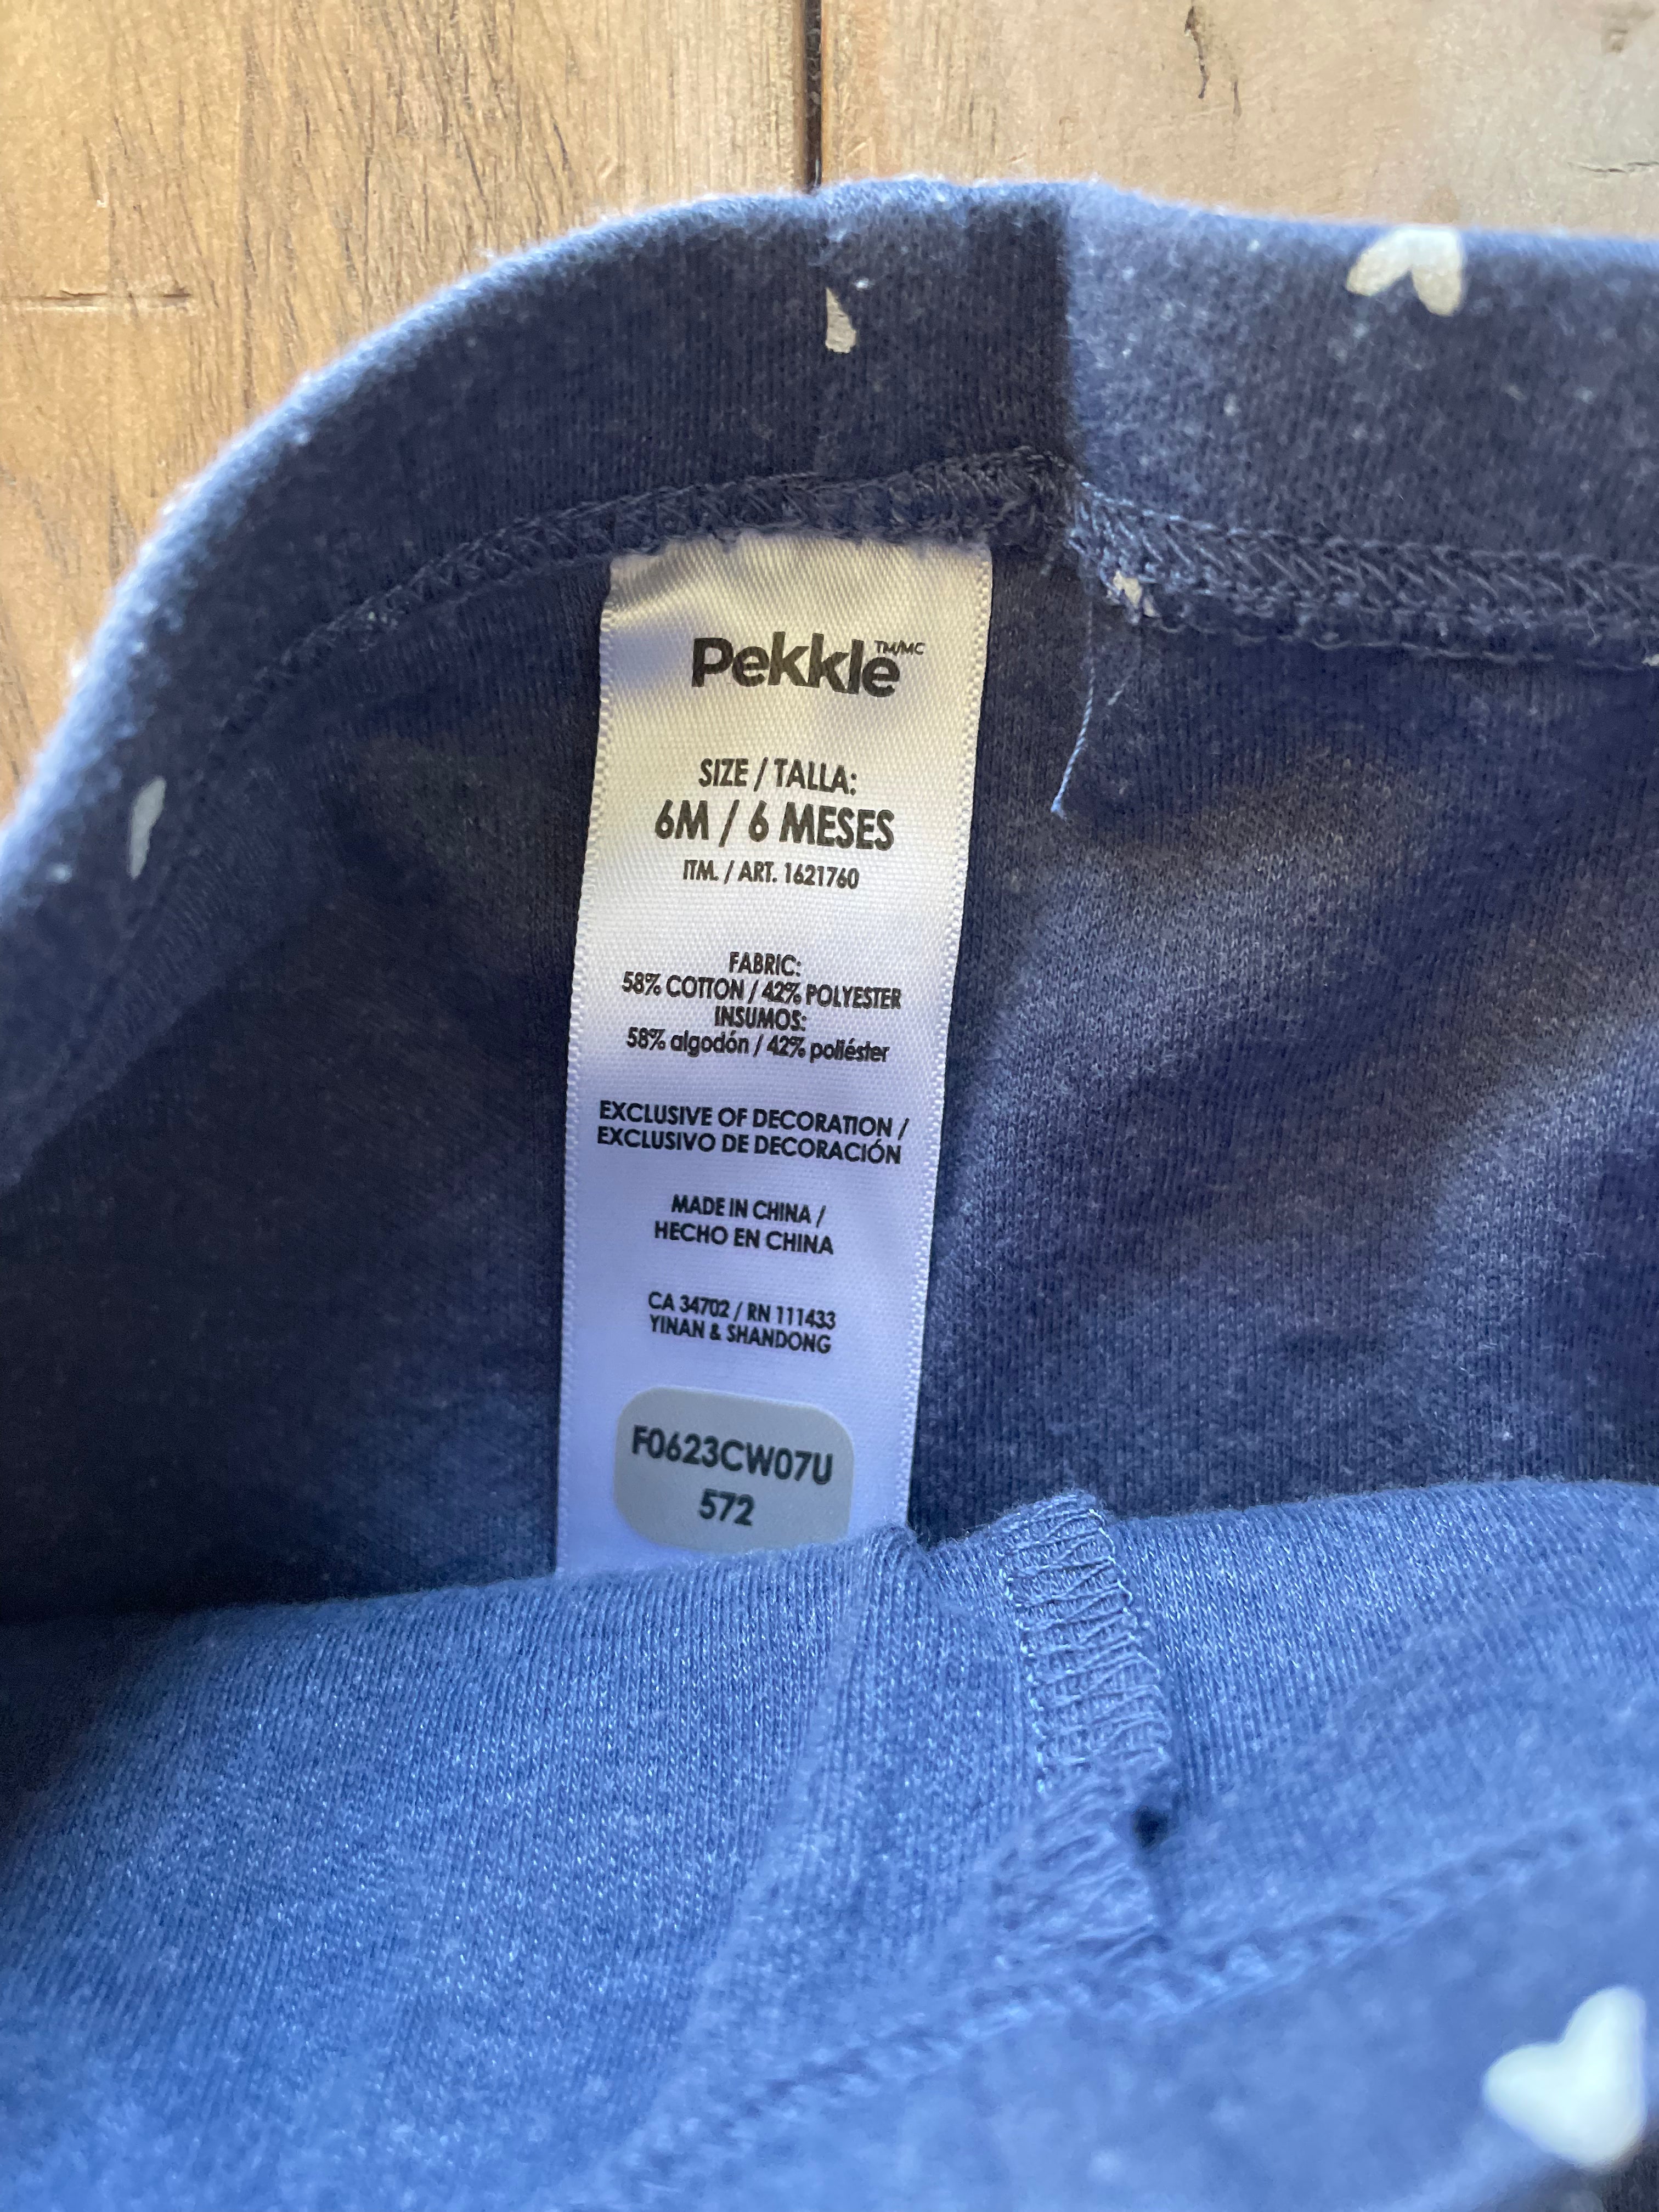 Pekkle TM/MC
SIZE / TALLA:
6M / 6 MESES
ITM. / ART. 1621760
FABRIC:
58% COTTON / 42% POLYESTER
INSUMOS:
58% algodón / 42% poliéster
EXCLUSIVE OF DECORATION /
EXCLUSIVO DE DECORACIÓN
MADE IN CHINA /
HECHO EN CHINA
CA 34702 / RN 111433
YINAN & SHANDONG
F0623CW07U
572